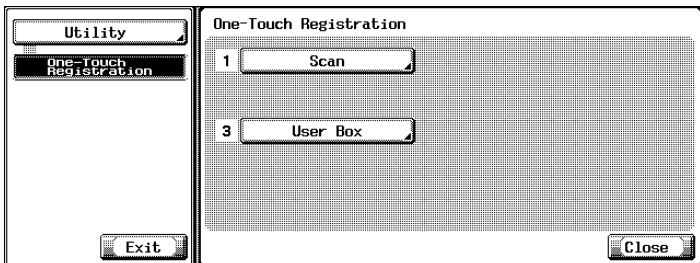 Utility
One-Touch
Registration
Exit
One-Touch Registration
1 Scan
3 User Box
Close